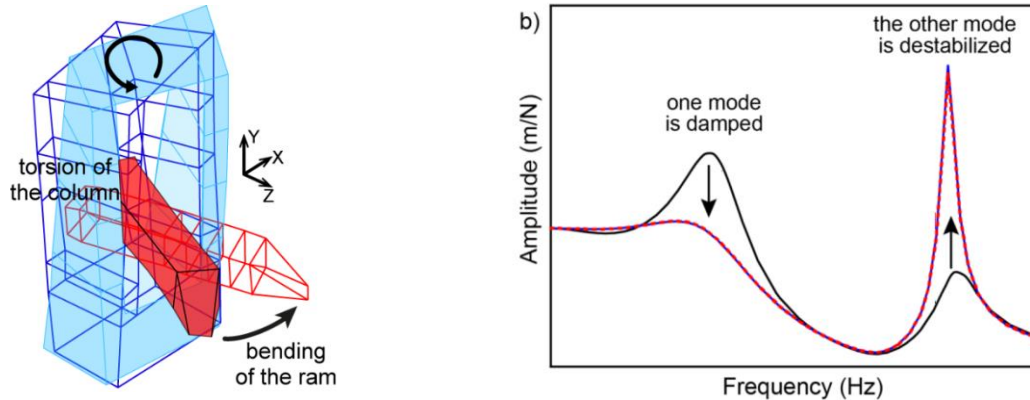 torsion of
the column
Y
X
Z
bending
of the ram
b)
the other mode
is destabilized
one mode
is damped
Amplitude (m/N)
Frequency (Hz)